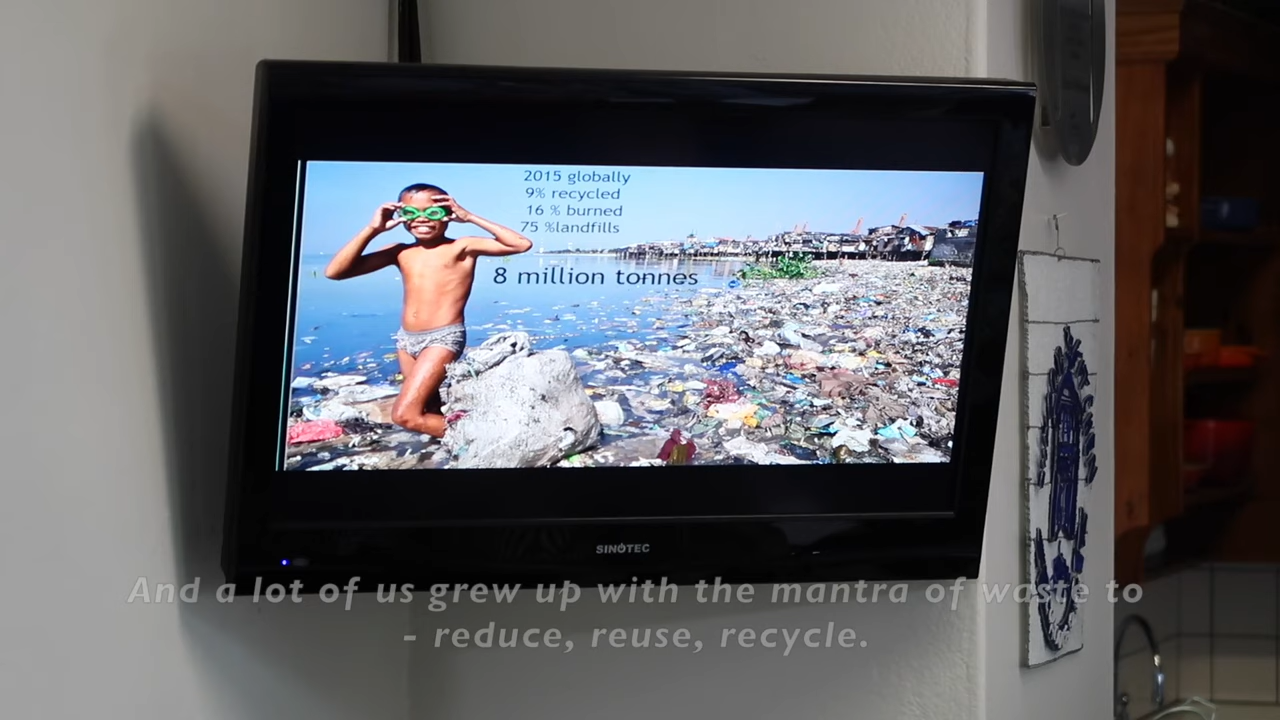 2015 globally
9% recycled
16 % burned
75 %landfills
8 million tonnes
SINOTEC
And a lot of us grew up with the mantra of waste to
- reduce, reuse, recycle.